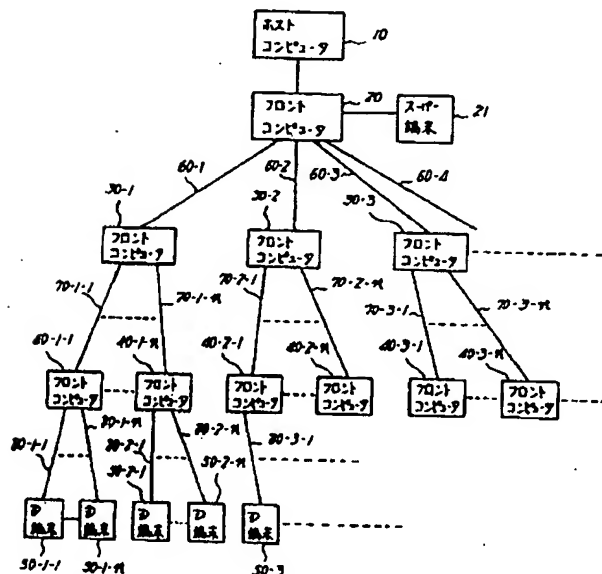 ホスト
コンピュータ
10
フロント
コンピュータ
20
スーパー
端末
21
60-1
60-2
60-3
60-4
30-1
30-2
30-3
フロント
コンピュータ
フロント
コンピュータ
フロント
コンピュータ
70-1-1
70-1-n
70-2-1
70-2-n
70-3-1
70-3-n
40-1-1
40-1-n
40-2-1
40-2-n
40-3-1
40-3-n
フロント
コンピュータ
フロント
コンピュータ
フロント
コンピュータ
フロント
コンピュータ
フロント
コンピュータ
フロント
コンピュータ
80-1-1
80-1-n
80-2-1
80-2-n
80-3-1
50-2-1
50-2-n
D
端末
D
端末
D
端末
D
端末
D
端末
50-1-1
50-1-n
50-3